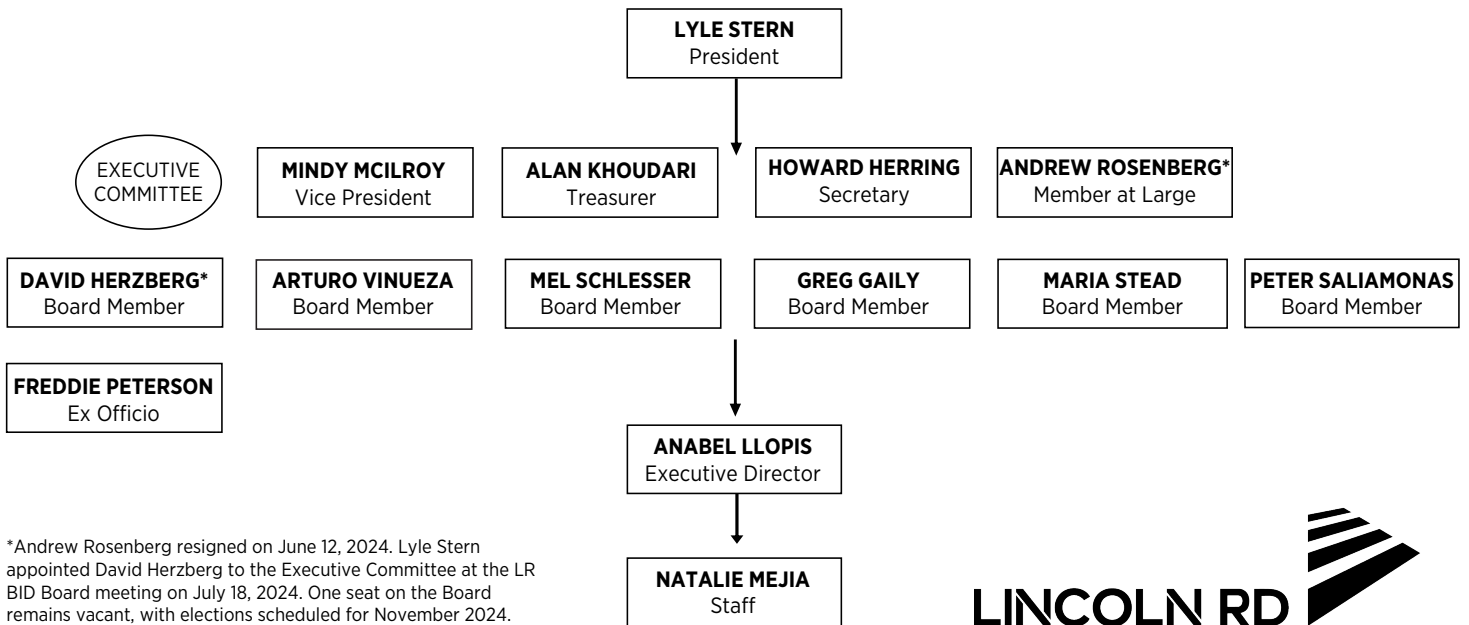 LYLE STERN
President
EXECUTIVE
COMMITTEE
MINDY MCILROY
Vice President
ALAN KHOUDARI
Treasurer
HOWARD HERRING
Secretary
ANDREW ROSENBERG*
Member at Large
DAVID HERZBERG*
Board Member
ARTURO VINUEZA
Board Member
MEL SCHLESSER
Board Member
GREG GAILY
Board Member
MARIA STEAD
Board Member
PETER SALIAMONAS
Board Member
FREDDIE PETERSON
Ex Officio
ANABEL LLOPIS
Executive Director
NATALIE MEJIA
Staff
*Andrew Rosenberg resigned on June 12, 2024. Lyle Stern
appointed David Herzberg to the Executive Committee at the LR
BID Board meeting on July 18, 2024. One seat on the Board
remains vacant, with elections scheduled for November 2024.
LINCOLN RD